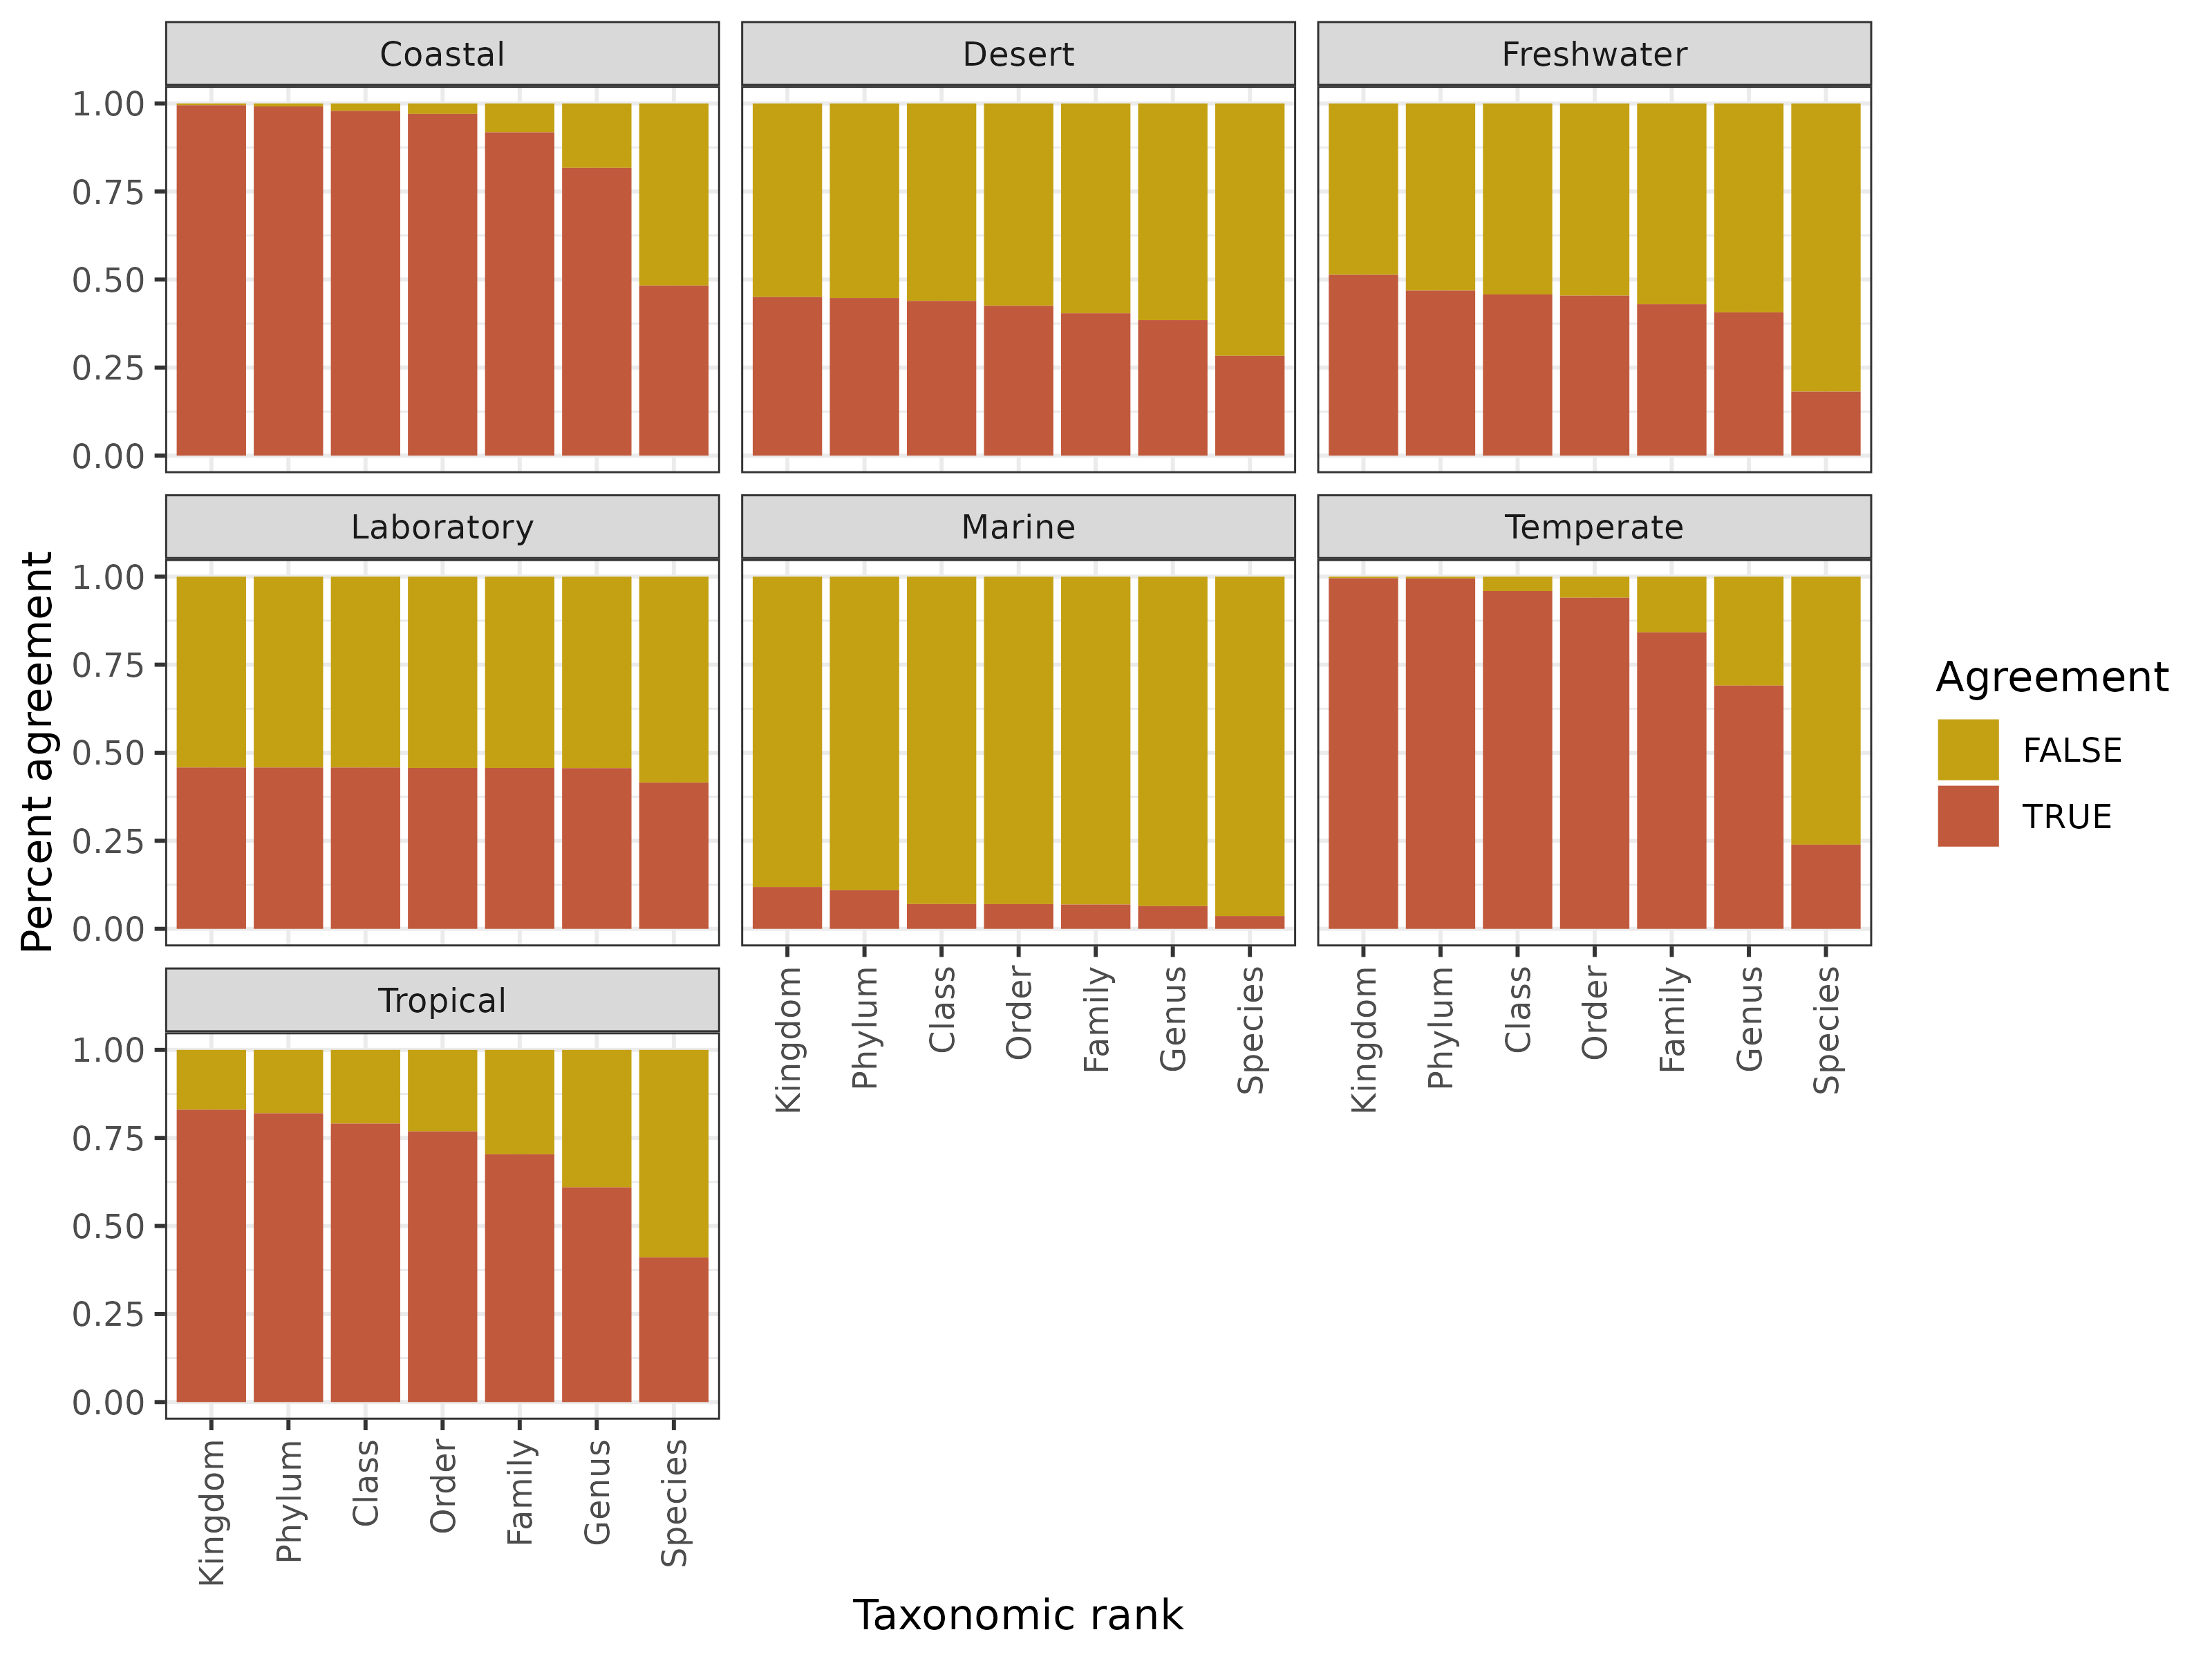 Coastal
Desert
Freshwater
1.00
0.75
0.50
0.25
0.00
Laboratory
Marine
Temperate
1.00
0.75
0.50
0.25
0.00
Kingdom
Phylum
Class
Order
Family
Genus
Species
Kingdom
Phylum
Class
Order
Family
Genus
Species
Tropical
1.00
0.75
0.50
0.25
0.00
Kingdom
Phylum
Class
Order
Family
Genus
Species
Percent agreement
Taxonomic rank
Agreement
FALSE
TRUE